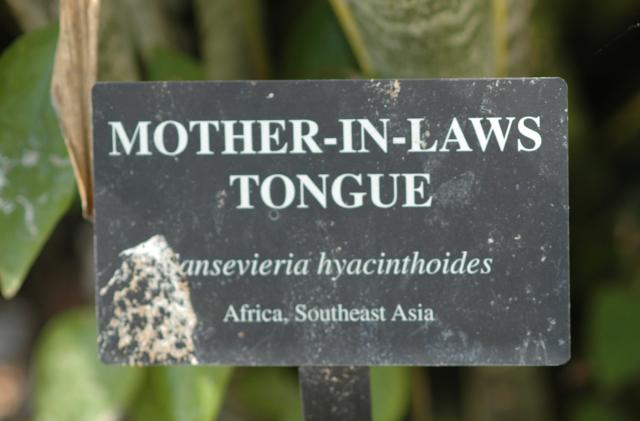 MOTHER-IN-LAWS
TONGUE
ansevieria hyacinthoides
Africa, Southeast Asia